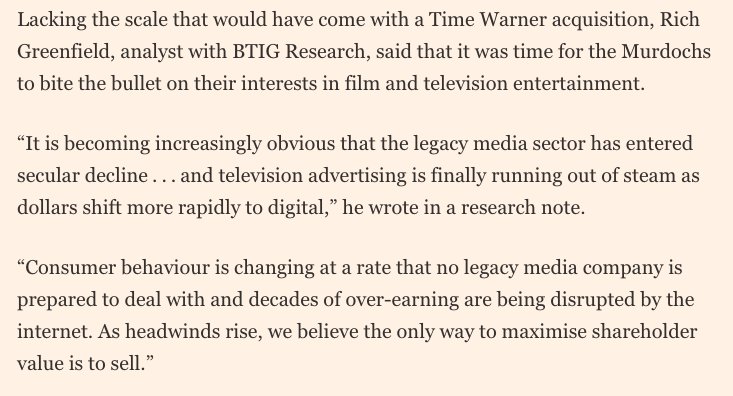 Lacking the scale that would have come with a Time Warner acquisition, Rich
Greenfield, analyst with BTIG Research, said that it was time for the Murdochs
to bite the bullet on their interests in film and television entertainment.
“It is becoming increasingly obvious that the legacy media sector has entered
secular decline . . . and television advertising is finally running out of steam as
dollars shift more rapidly to digital,” he wrote in a research note.
“Consumer behaviour is changing at a rate that no legacy media company is
prepared to deal with and decades of over-earning are being disrupted by the
internet. As headwinds rise, we believe the only way to maximise shareholder
value is to sell.”